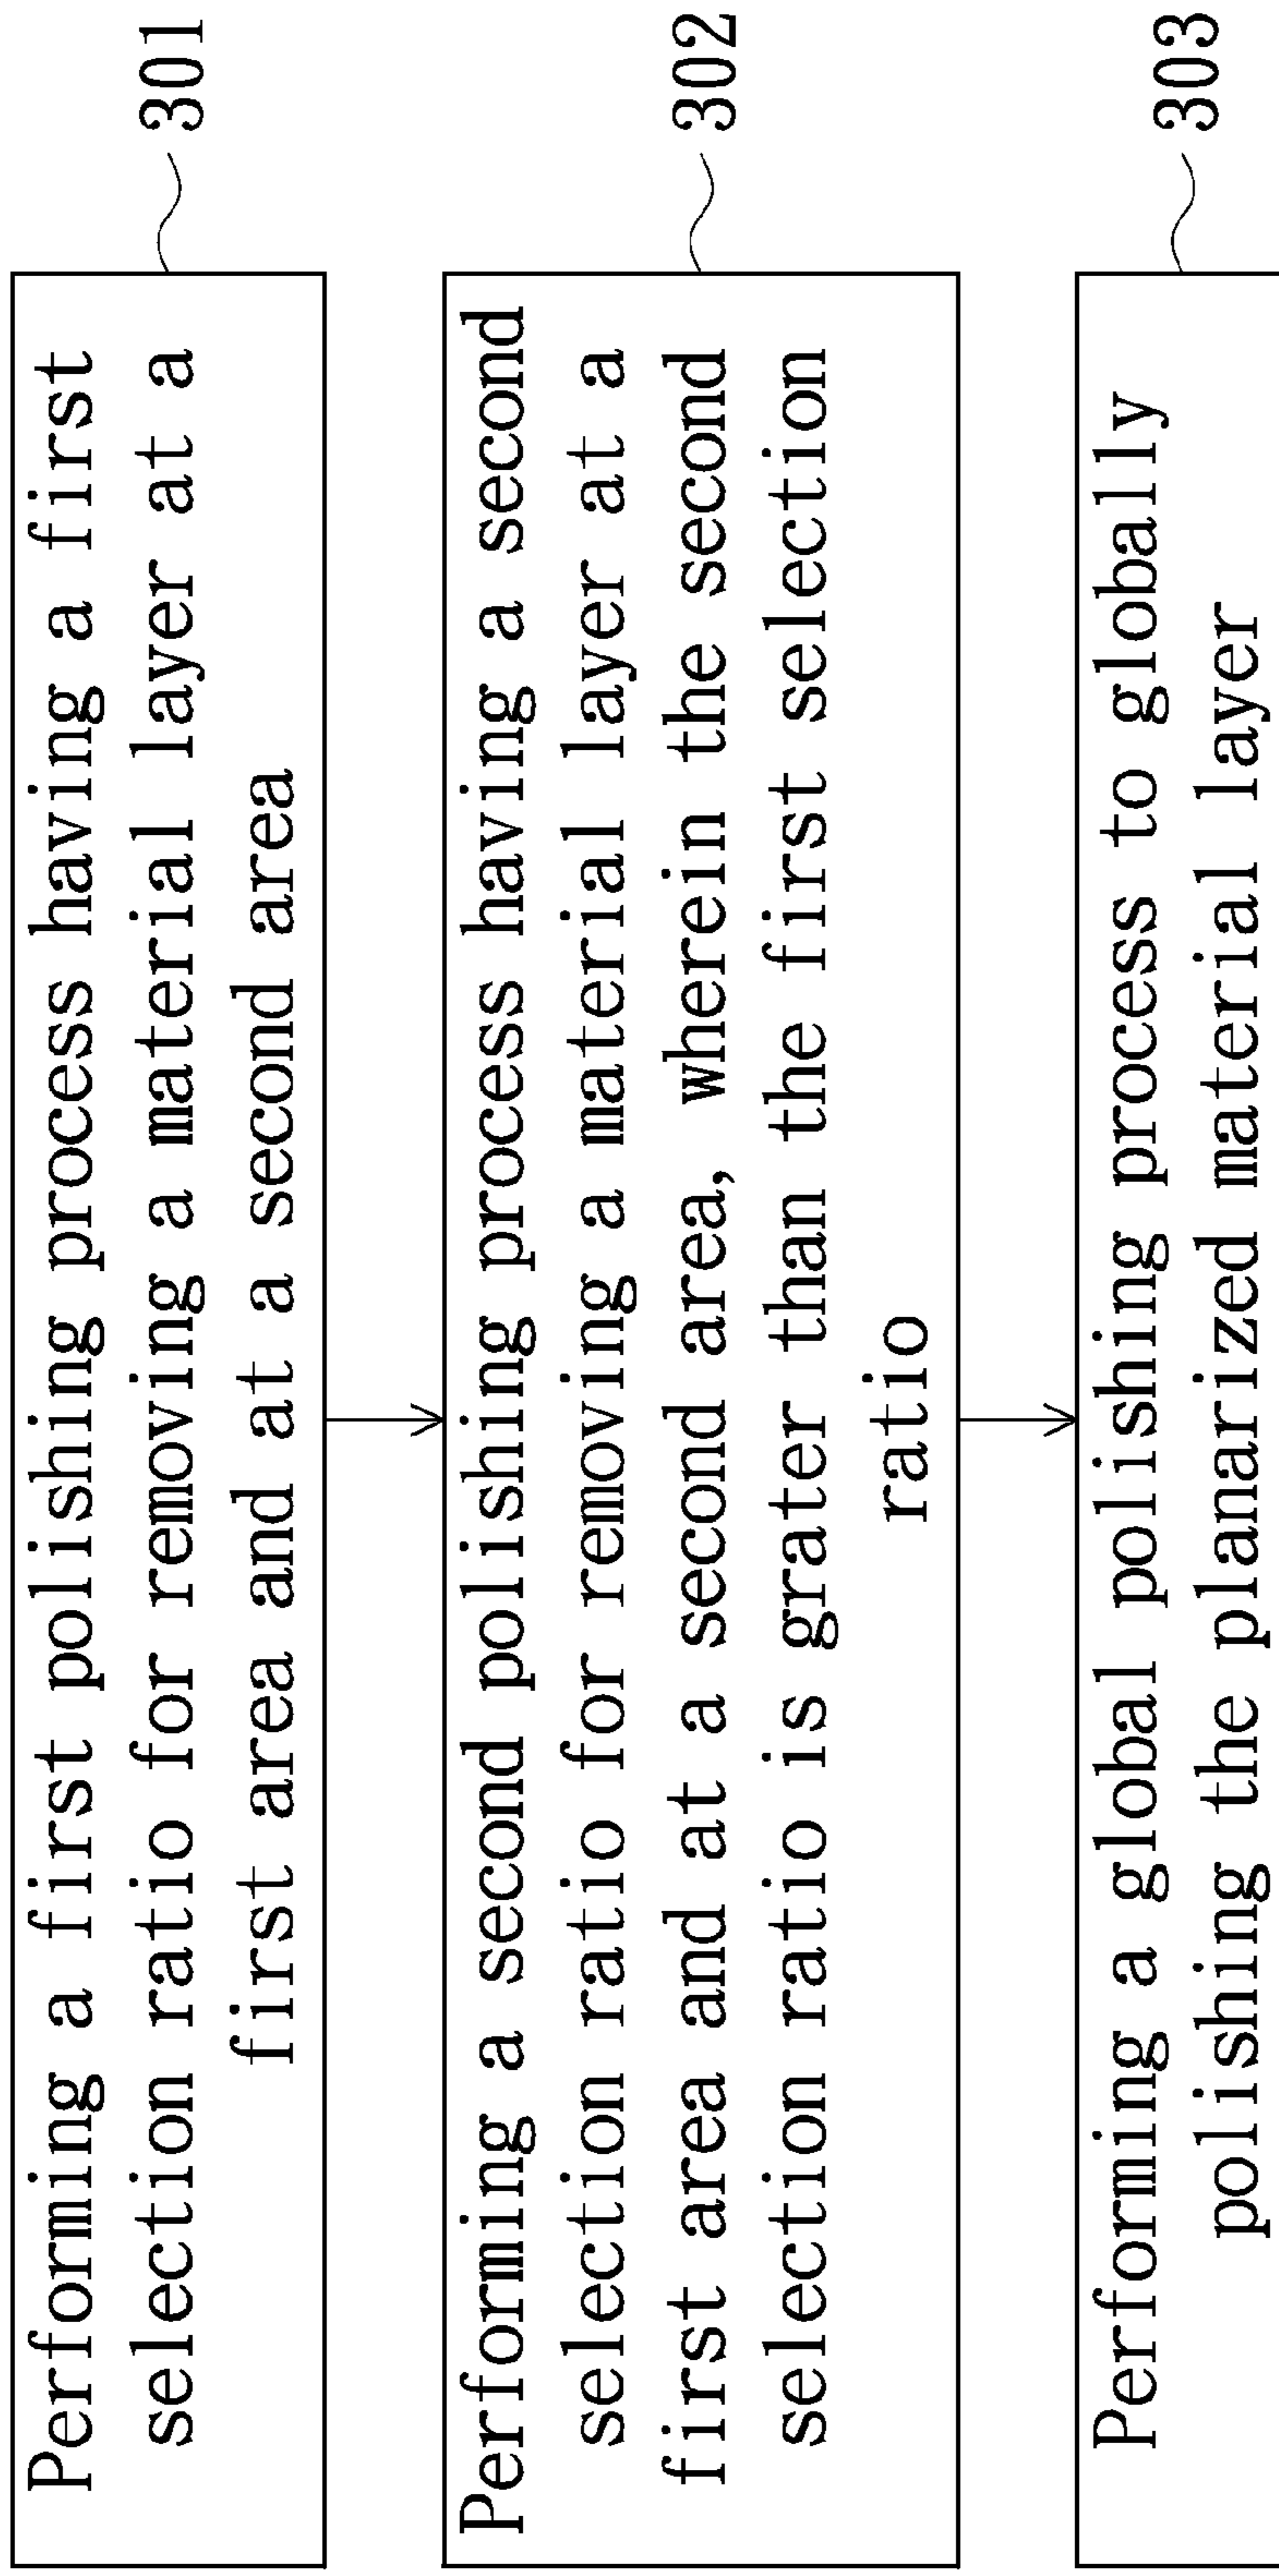 Performing a first polishing process having a first
selection ratio for removing a material layer at a
first area and at a second area
301
Performing a second polishing process having a second
selection ratio for removing a material layer at a
first area and at a second area, wherein the second
selection ratio is grater than the first selection
ratio
302
Performing a global polishing process to globally
polishing the planarized material layer
303